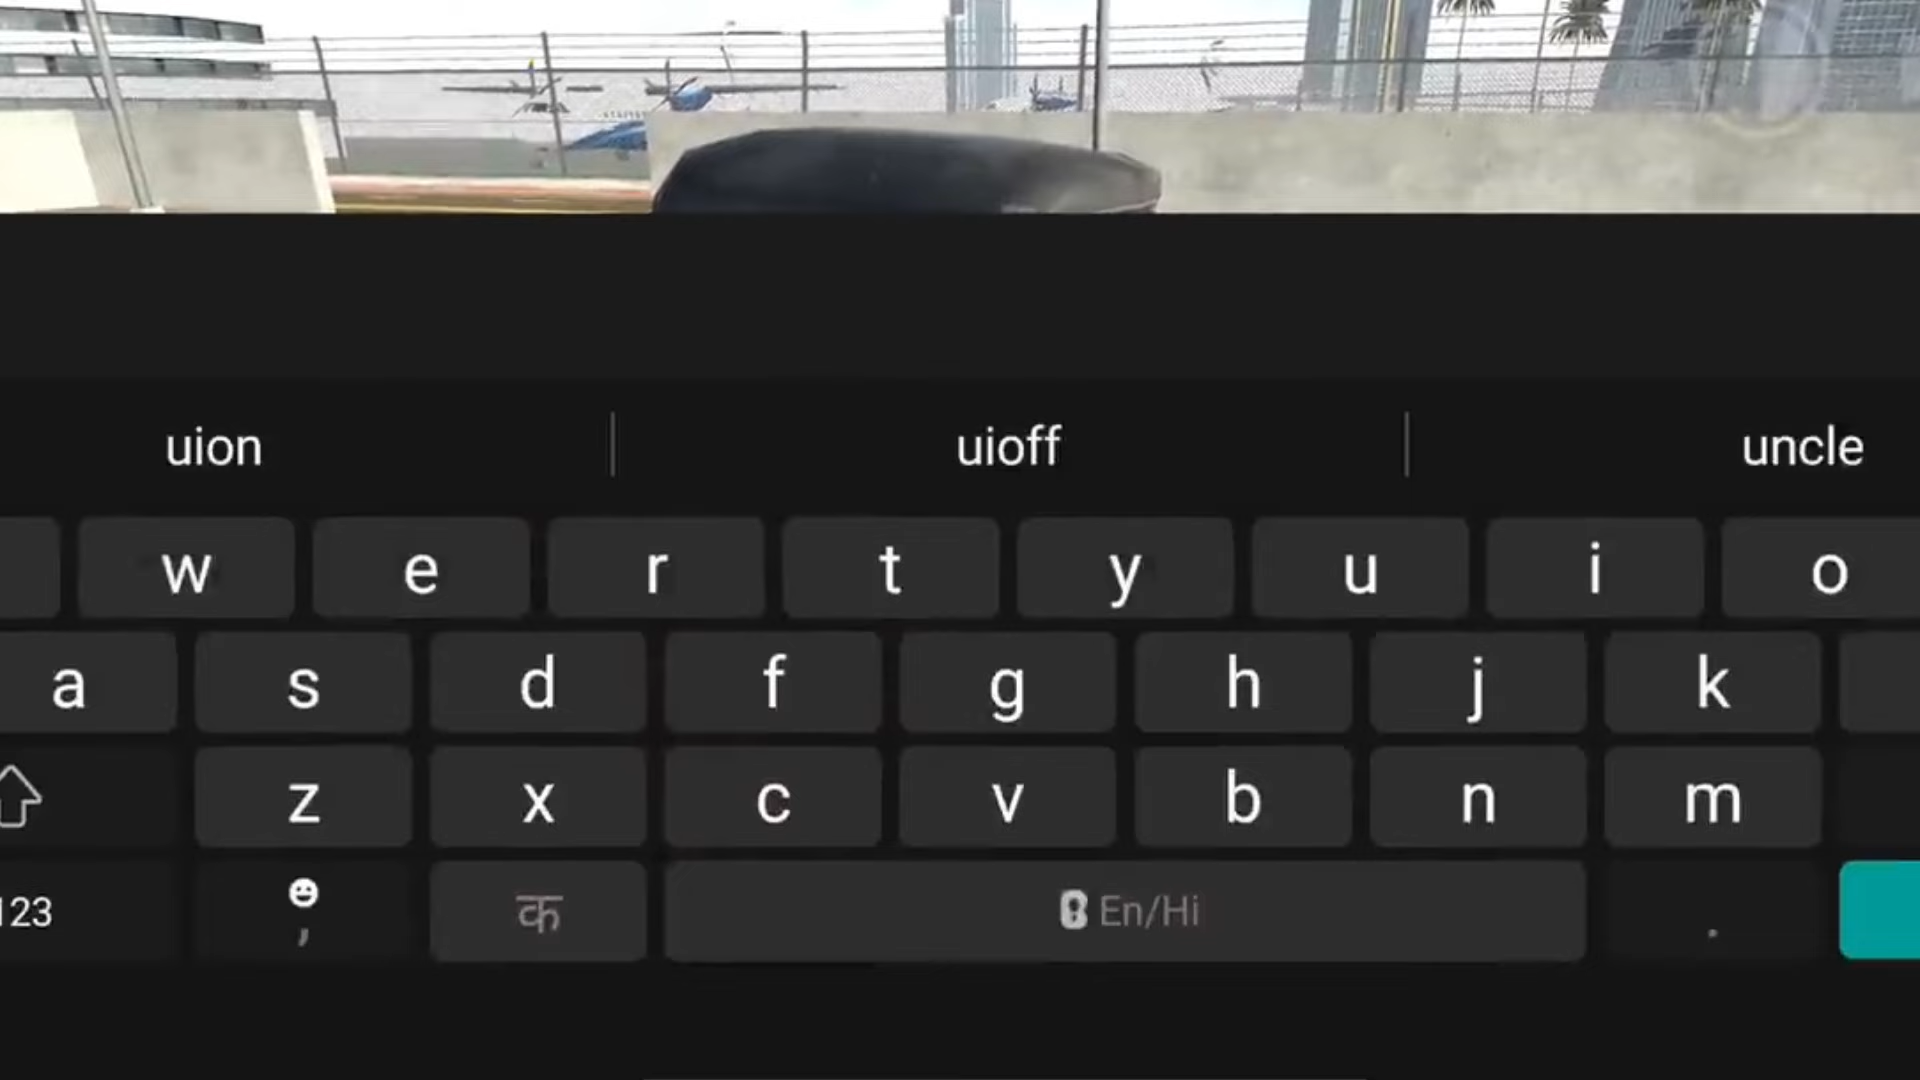 uion uioff uncle
w e r t y u i o
a s d f g h j k
z x c v b n m
123 , क En/Hi .